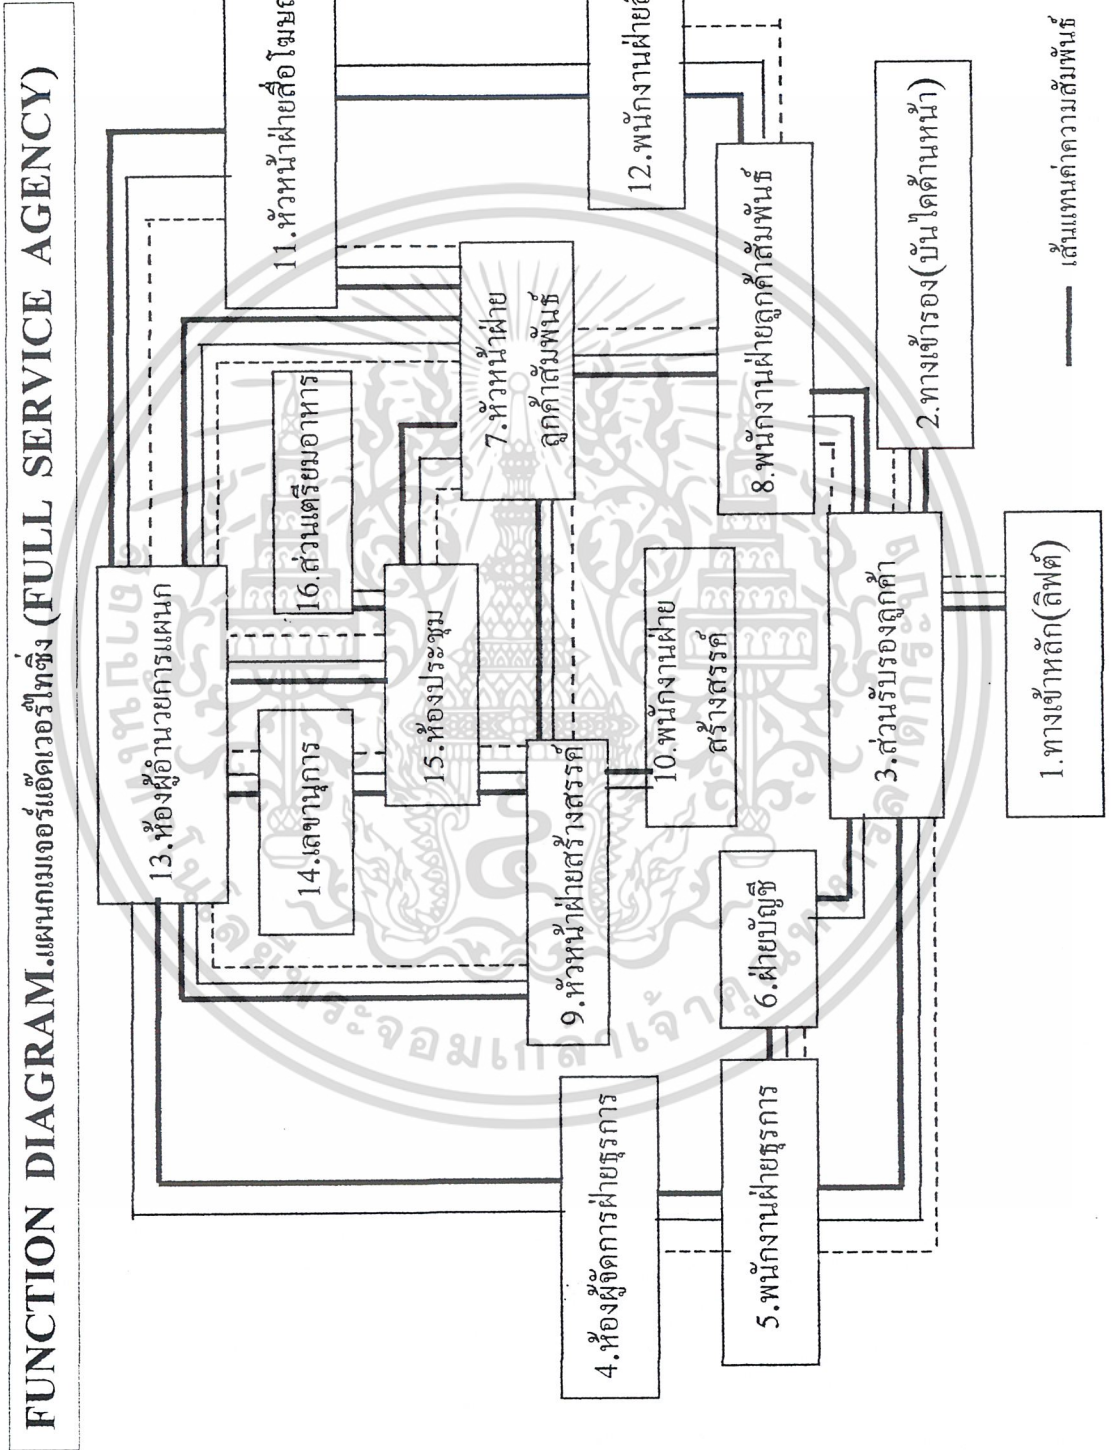 FUNCTION DIAGRAM.แผนกเมเจอร์แอ๊ดเวอร์ไทซิ่ง (FULL SERVICE AGENCY)
13.ห้องผู้อำนวยการแผนก
11.หัวหน้าฝ่ายสื่อโฆษณ
14.เลขานุการ
16.ส่วนเตรียมอาหาร
15.ห้องประชุม
7.หัวหน้าฝ่าย
ลูกค้าสัมพันธ์
9.หัวหน้าฝ่ายสร้างสรรค์
12.พนักงานฝ่าย
4.ห้องผู้จัดการฝ่ายธุรการ
10.พนักงานฝ่าย
สร้างสรรค์
5.พนักงานฝ่ายธุรการ
6.ฝ่ายบัญชี
8.พนักงานฝ่ายลูกค้าสัมพันธ์
3.ส่วนรับรองลูกค้า
2.ทางเข้ารอง(บันไดด้านหน้า)
1.ทางเข้าหลัก(ลิฟต์)
เส้นแทนค่าความสัมพันธ์